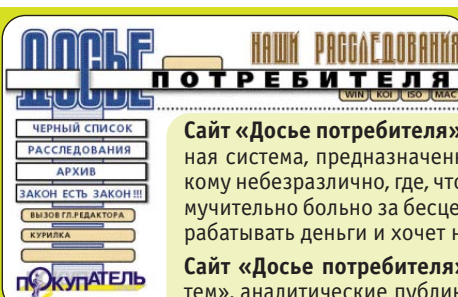 ДОСЬЕ
НАШИ РАССЛЕДОВАНИЯ
ПОТРЕБИТЕЛЯ
WIN KOI ISO MAC
ЧЕРНЫЙ СПИСОК
РАССЛЕДОВАНИЯ
АРХИВ
ЗАКОН ЕСТЬ ЗАКОН!!!
ВЫЗОВ ГЛ.РЕДАКТОРА
КУРИЛКА
ПОКУПАТЕЛЬ
Сайт «Досье потребителя»
ная система, предназначен
кому небезразлично, где, что
мучительно больно за бесце
рабатывать деньги и хочет н
Сайт «Досье потребителя»
тем», аналитические публик